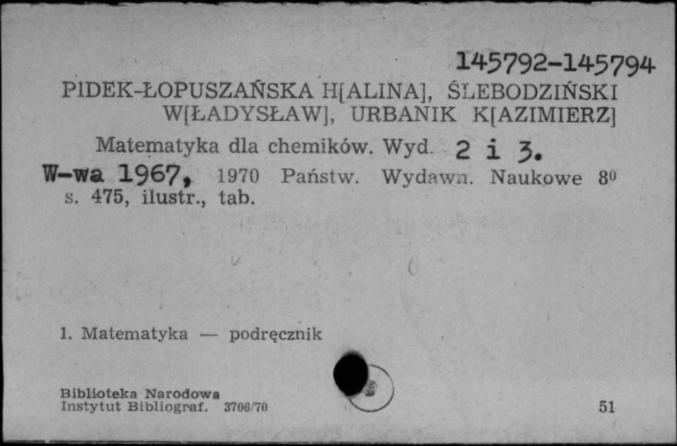 145792-145794
PIDEK-ŁOPUSZAŃSKA H[ALINA], ŚLEBODZIŃSKI
W[ŁADYSŁAW], URBANIK K[AZIMIERZ]
Matematyka dla chemików. Wyd. 2 i 3.
W-wa 1967, 1970 Państw. Wydawn. Naukowe 8⁰
s. 475, ilustr., tab.
1. Matematyka — podręcznik
Biblioteka Narodowa
Instytut Bibliograf. 3706/70 51